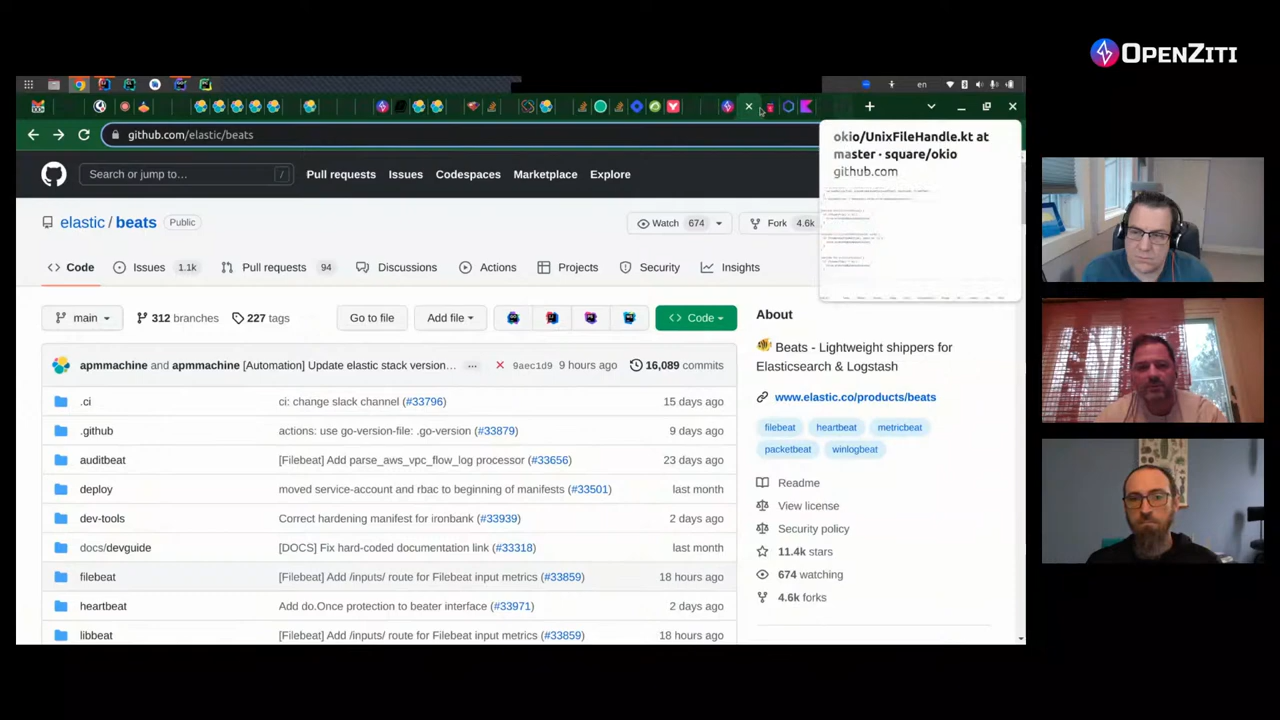 OPENZITI
en
github.com/elastic/beats
okio/UnixFileHandle.kt at
master · square/okio
github.com
Search or jump to...
/
Pull requests
Issues
Codespaces
Marketplace
Explore
elastic / beats
Public
Watch 674
Fork 4.6k
Code
Issues 1.1k
Pull requests 94
Discussions
Actions
Projects
Security
Insights
main
312 branches
227 tags
Go to file
Add file
Code
About
Beats - Lightweight shippers for
Elasticsearch & Logstash
www.elastic.co/products/beats
filebeat
heartbeat
metricbeat
packetbeat
winlogbeat
Readme
View license
Security policy
11.4k stars
674 watching
4.6k forks
apmmachine and apmmachine [Automation] Update elastic stack version... ... 9aec1d9 9 hours ago 16,089 commits
.ci ci: change slack channel (#33796) 15 days ago
.github actions: use go-version-file: .go-version (#33879) 9 days ago
auditbeat [Filebeat] Add parse_aws_vpc_flow_log processor (#33656) 23 days ago
deploy moved service-account and rbac to beginning of manifests (#33501) last month
dev-tools Correct hardening manifest for ironbank (#33939) 2 days ago
docs/devguide [DOCS] Fix hard-coded documentation link (#33318) last month
filebeat [Filebeat] Add /inputs/ route for Filebeat input metrics (#33859) 18 hours ago
heartbeat Add do.Once protection to beater interface (#33971) 2 days ago
libbeat [Filebeat] Add /inputs/ route for Filebeat input metrics (#33859) 18 hours ago